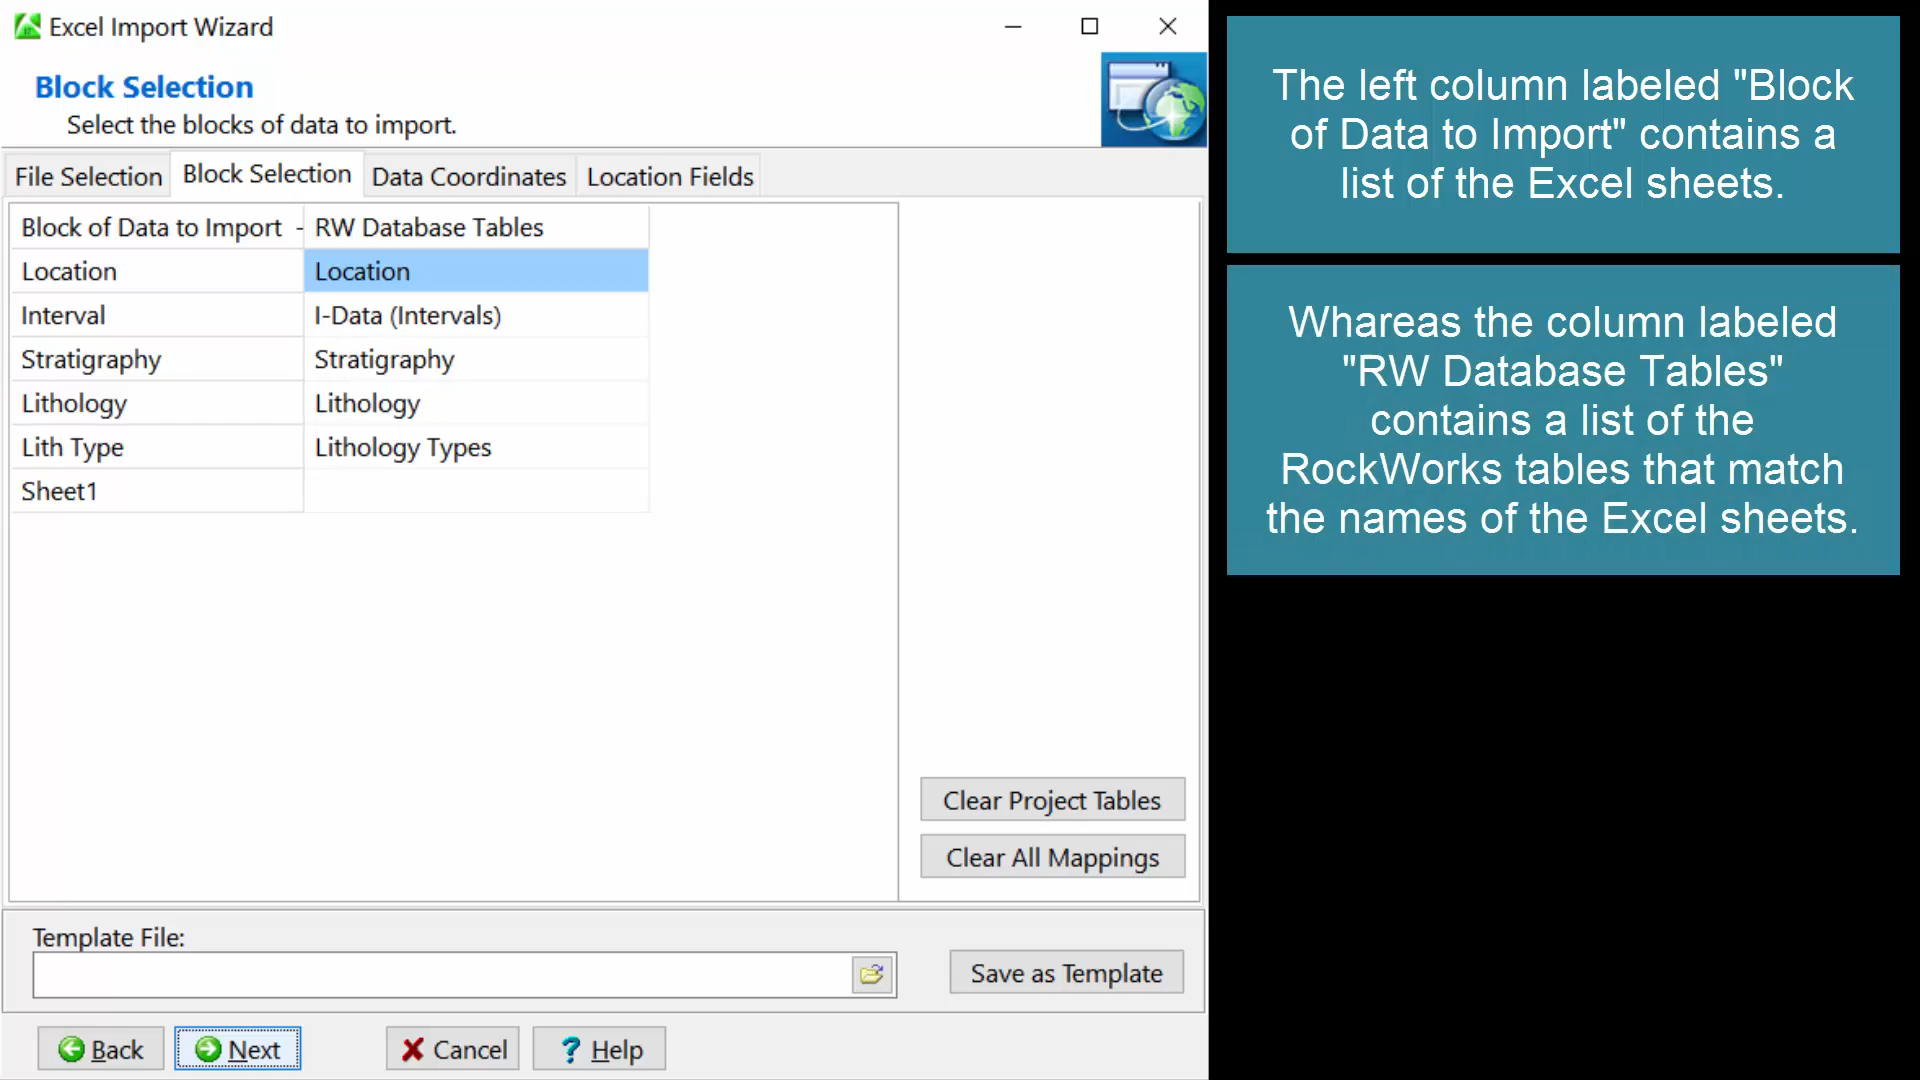 Excel Import Wizard
Block Selection
Select the blocks of data to import.
File Selection Block Selection Data Coordinates Location Fields
Block of Data to Import - RW Database Tables
Location Location
Interval I-Data (Intervals)
Stratigraphy Stratigraphy
Lithology Lithology
Lith Type Lithology Types
Sheet1
Clear Project Tables
Clear All Mappings
Template File:
Save as Template
Back Next Cancel ? Help
The left column labeled "Block
of Data to Import" contains a
list of the Excel sheets.
Whareas the column labeled
"RW Database Tables"
contains a list of the
RockWorks tables that match
the names of the Excel sheets.